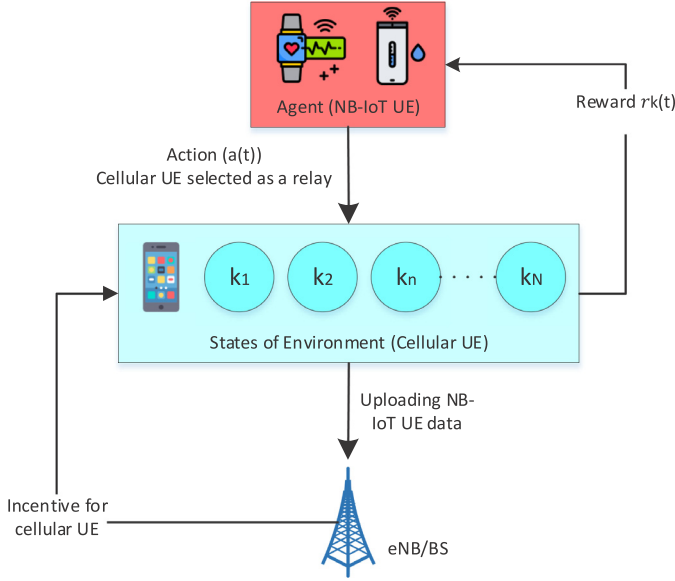 Agent (NB-IoT UE)
Reward rk(t)
Action (a(t))
Cellular UE selected as a relay
k1 k2 kn kN
States of Environment (Cellular UE)
Uploading NB-
IoT UE data
Incentive for
cellular UE
eNB/BS